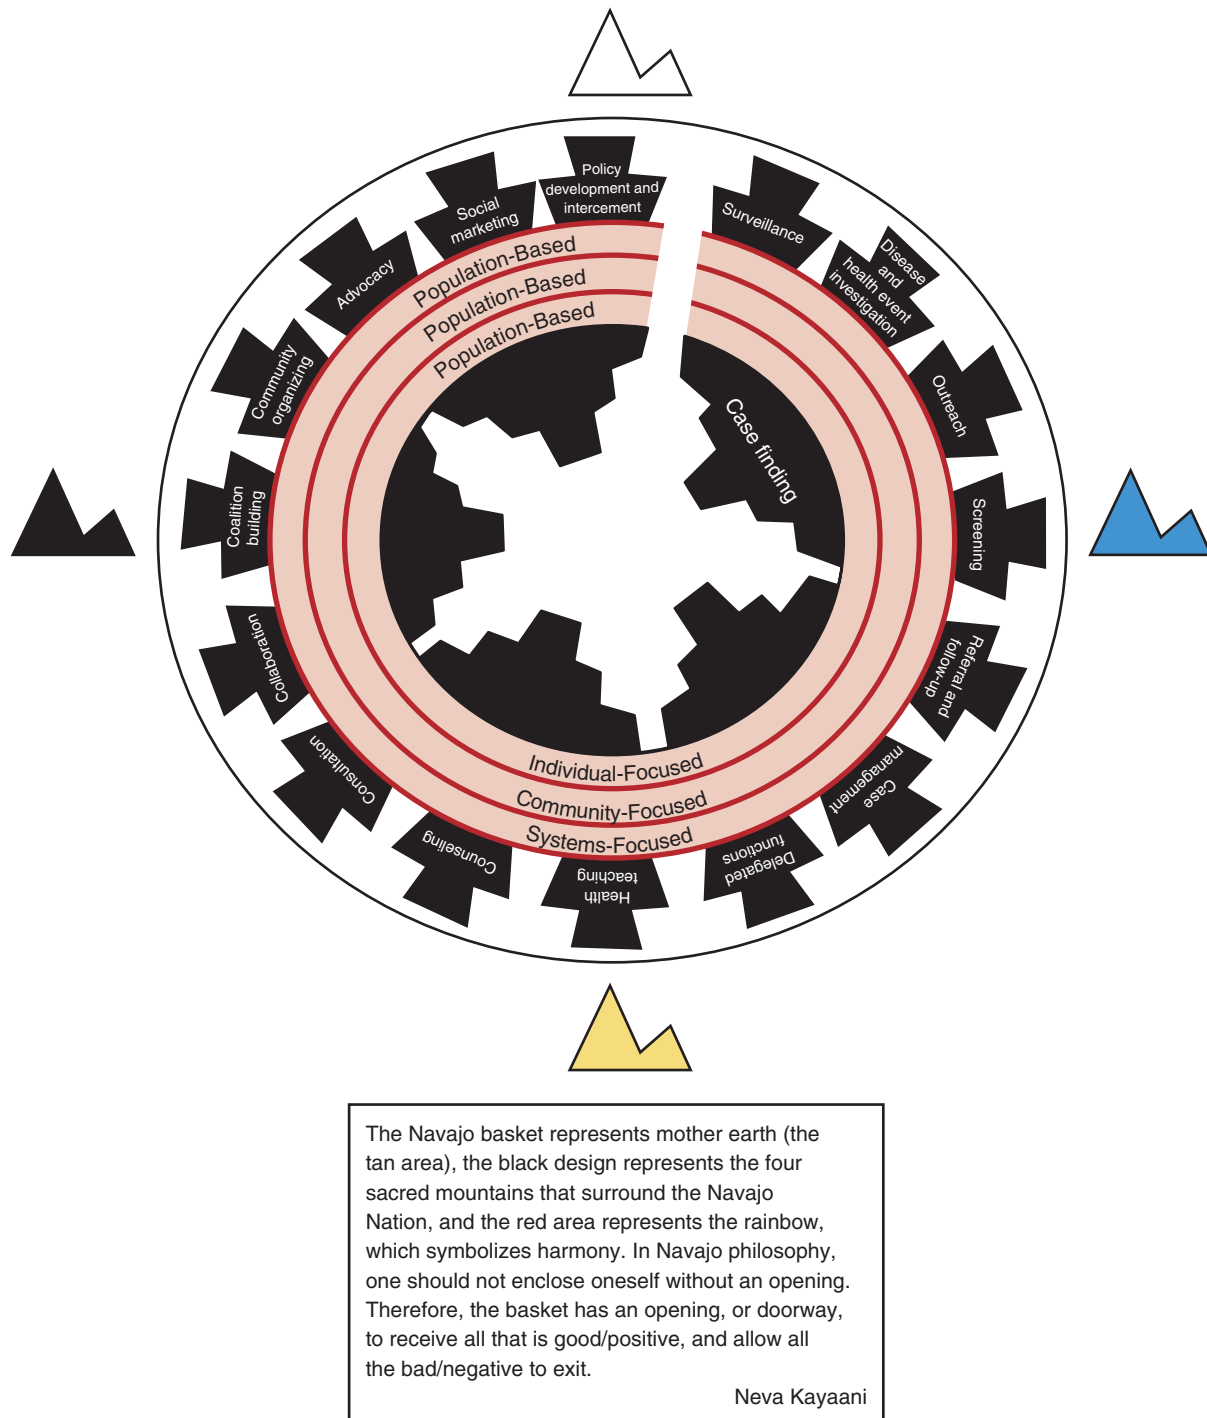 Policy
development and
intercement
Surveillance
Disease
and
health event
investigation
Outreach
Screening
Referral and
follow-up
Case
management
Delegated
functions
Health
teaching
Counseling
Consultation
Collaboration
Coalition
building
Community
organizing
Advocacy
Social
marketing
Population-Based
Population-Based
Population-Based
Case finding
Individual-Focused
Community-Focused
Systems-Focused
The Navajo basket represents mother earth (the
tan area), the black design represents the four
sacred mountains that surround the Navajo
Nation, and the red area represents the rainbow,
which symbolizes harmony. In Navajo philosophy,
one should not enclose oneself without an opening.
Therefore, the basket has an opening, or doorway,
to receive all that is good/positive, and allow all
the bad/negative to exit.
Neva Kayaani